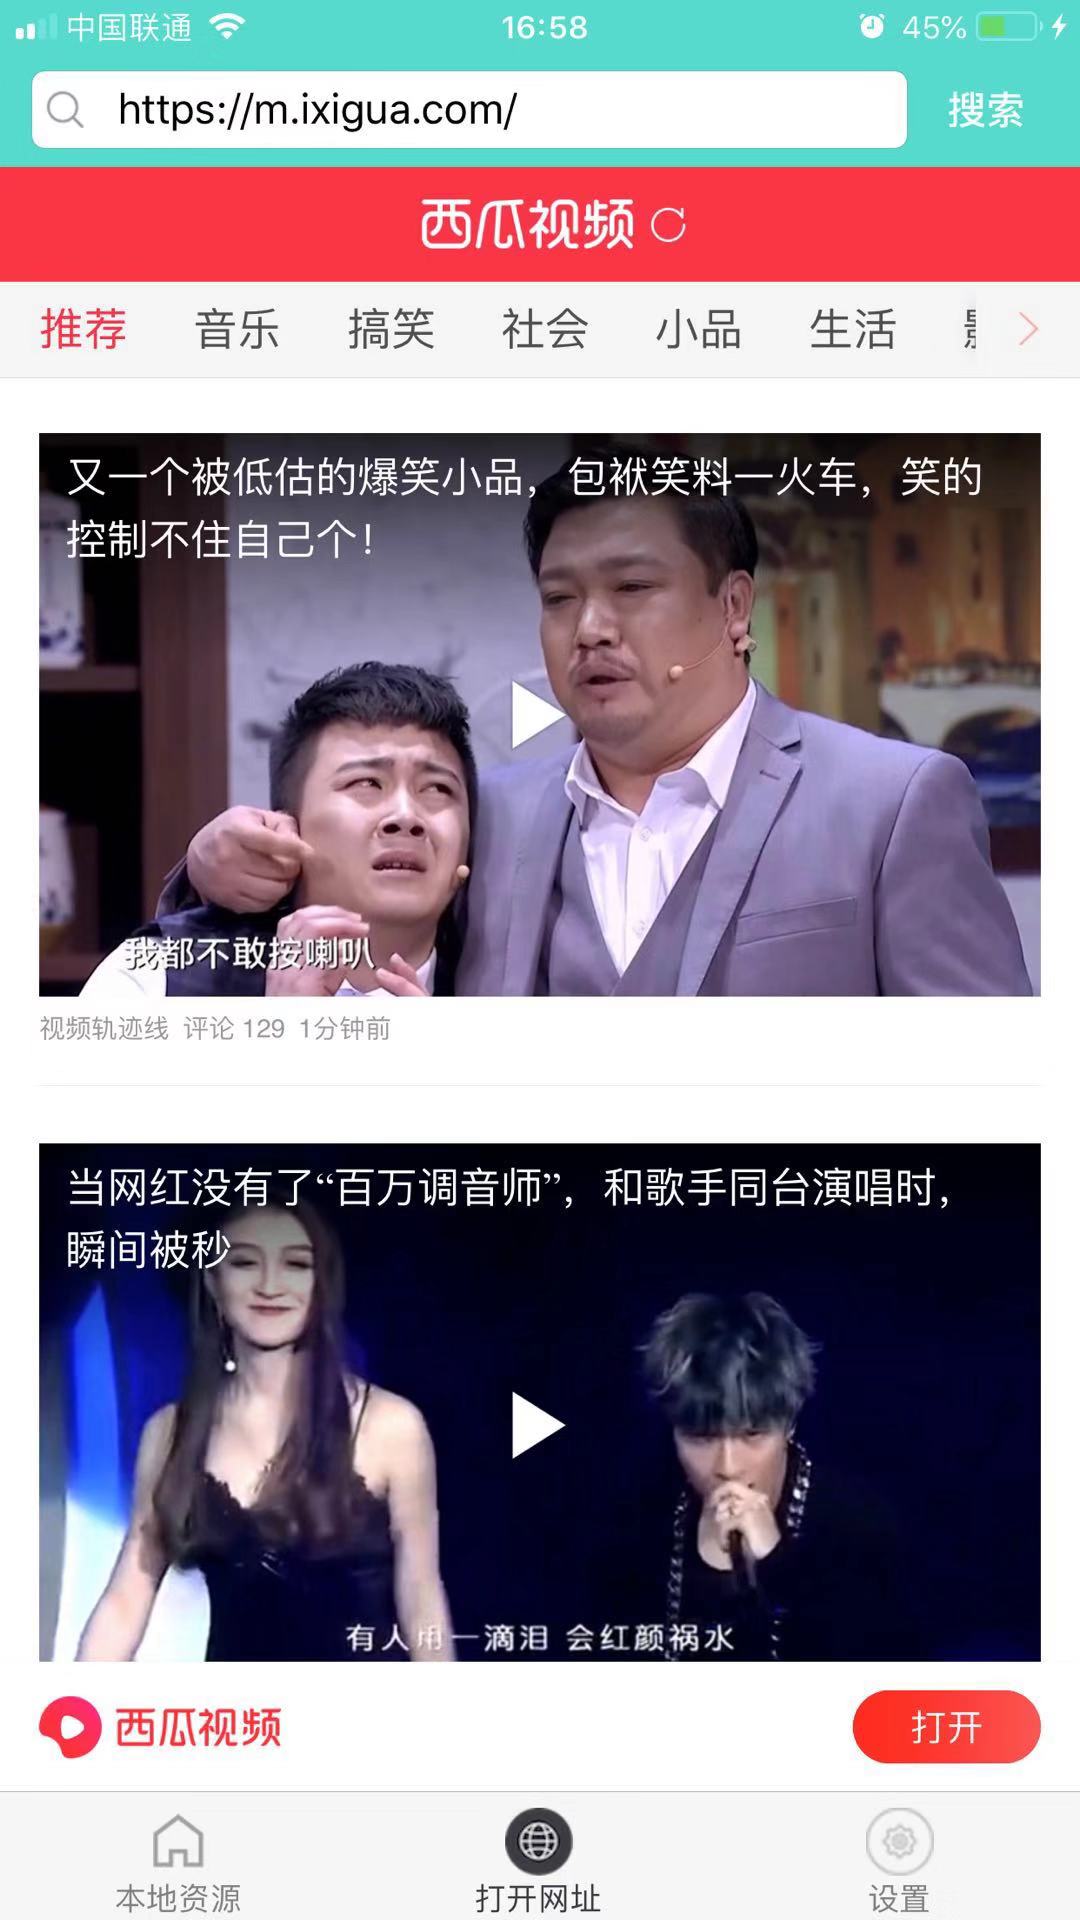 中国联通 16:58 45%
https://m.ixigua.com/ 搜索
西瓜视频
推荐 音乐 搞笑 社会 小品 生活
又一个被低估的爆笑小品，包袱笑料一火车，笑的
控制不住自己个！
我都不敢按喇叭
视频轨迹线 评论 129 1分钟前
当网红没有了“百万调音师”，和歌手同台演唱时，
瞬间被秒
有人用一滴泪 会红颜祸水
西瓜视频 打开
本地资源 打开网址 设置